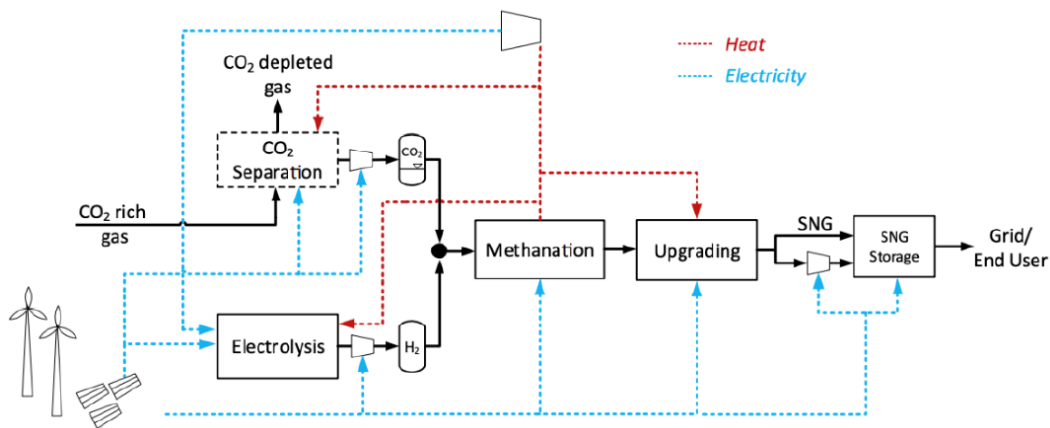 Heat
Electricity
CO2 depleted
gas
CO2
Separation
CO2
CO2 rich
gas
Methanation
Upgrading
SNG
SNG
Storage
Grid/
End User
Electrolysis
H2